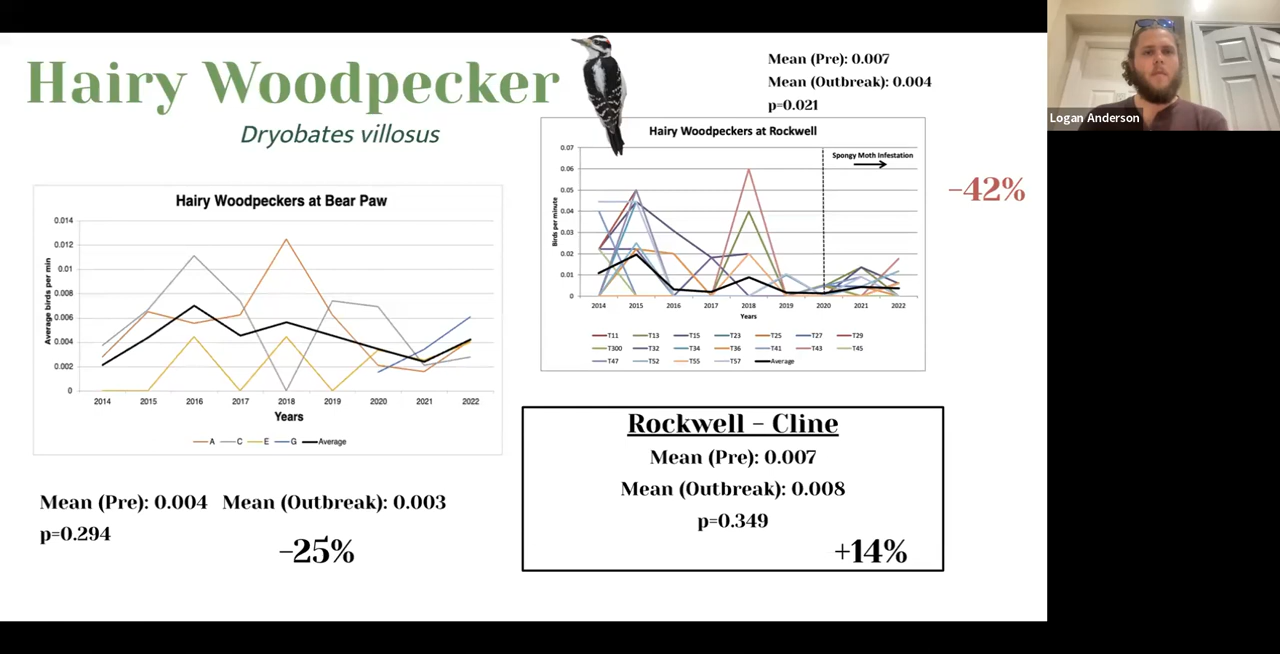 Hairy Woodpecker
Dryobates villosus
Mean (Pre): 0.007
Mean (Outbreak): 0.004
p=0.021
Hairy Woodpeckers at Rockwell
0.07
0.06
0.05
0.04
0.03
0.02
0.01
0
Birds per minute
Spongy Moth Infestation
2014 2015 2016 2017 2018 2019 2020 2021 2022
Years
T11 T13 T15 T23 T25 T27 T29
T300 T32 T34 T36 T41 T43 T45
T47 T52 T55 T57 Average
-42%
Logan Anderson
Hairy Woodpeckers at Bear Paw
0.014
0.012
0.01
0.008
0.006
0.004
0.002
0
Average birds per min
2014 2015 2016 2017 2018 2019 2020 2021 2022
Years
A C E G Average
Mean (Pre): 0.004 Mean (Outbreak): 0.003
p=0.294
-25%
Rockwell - Cline
Mean (Pre): 0.007
Mean (Outbreak): 0.008
p=0.349
+14%